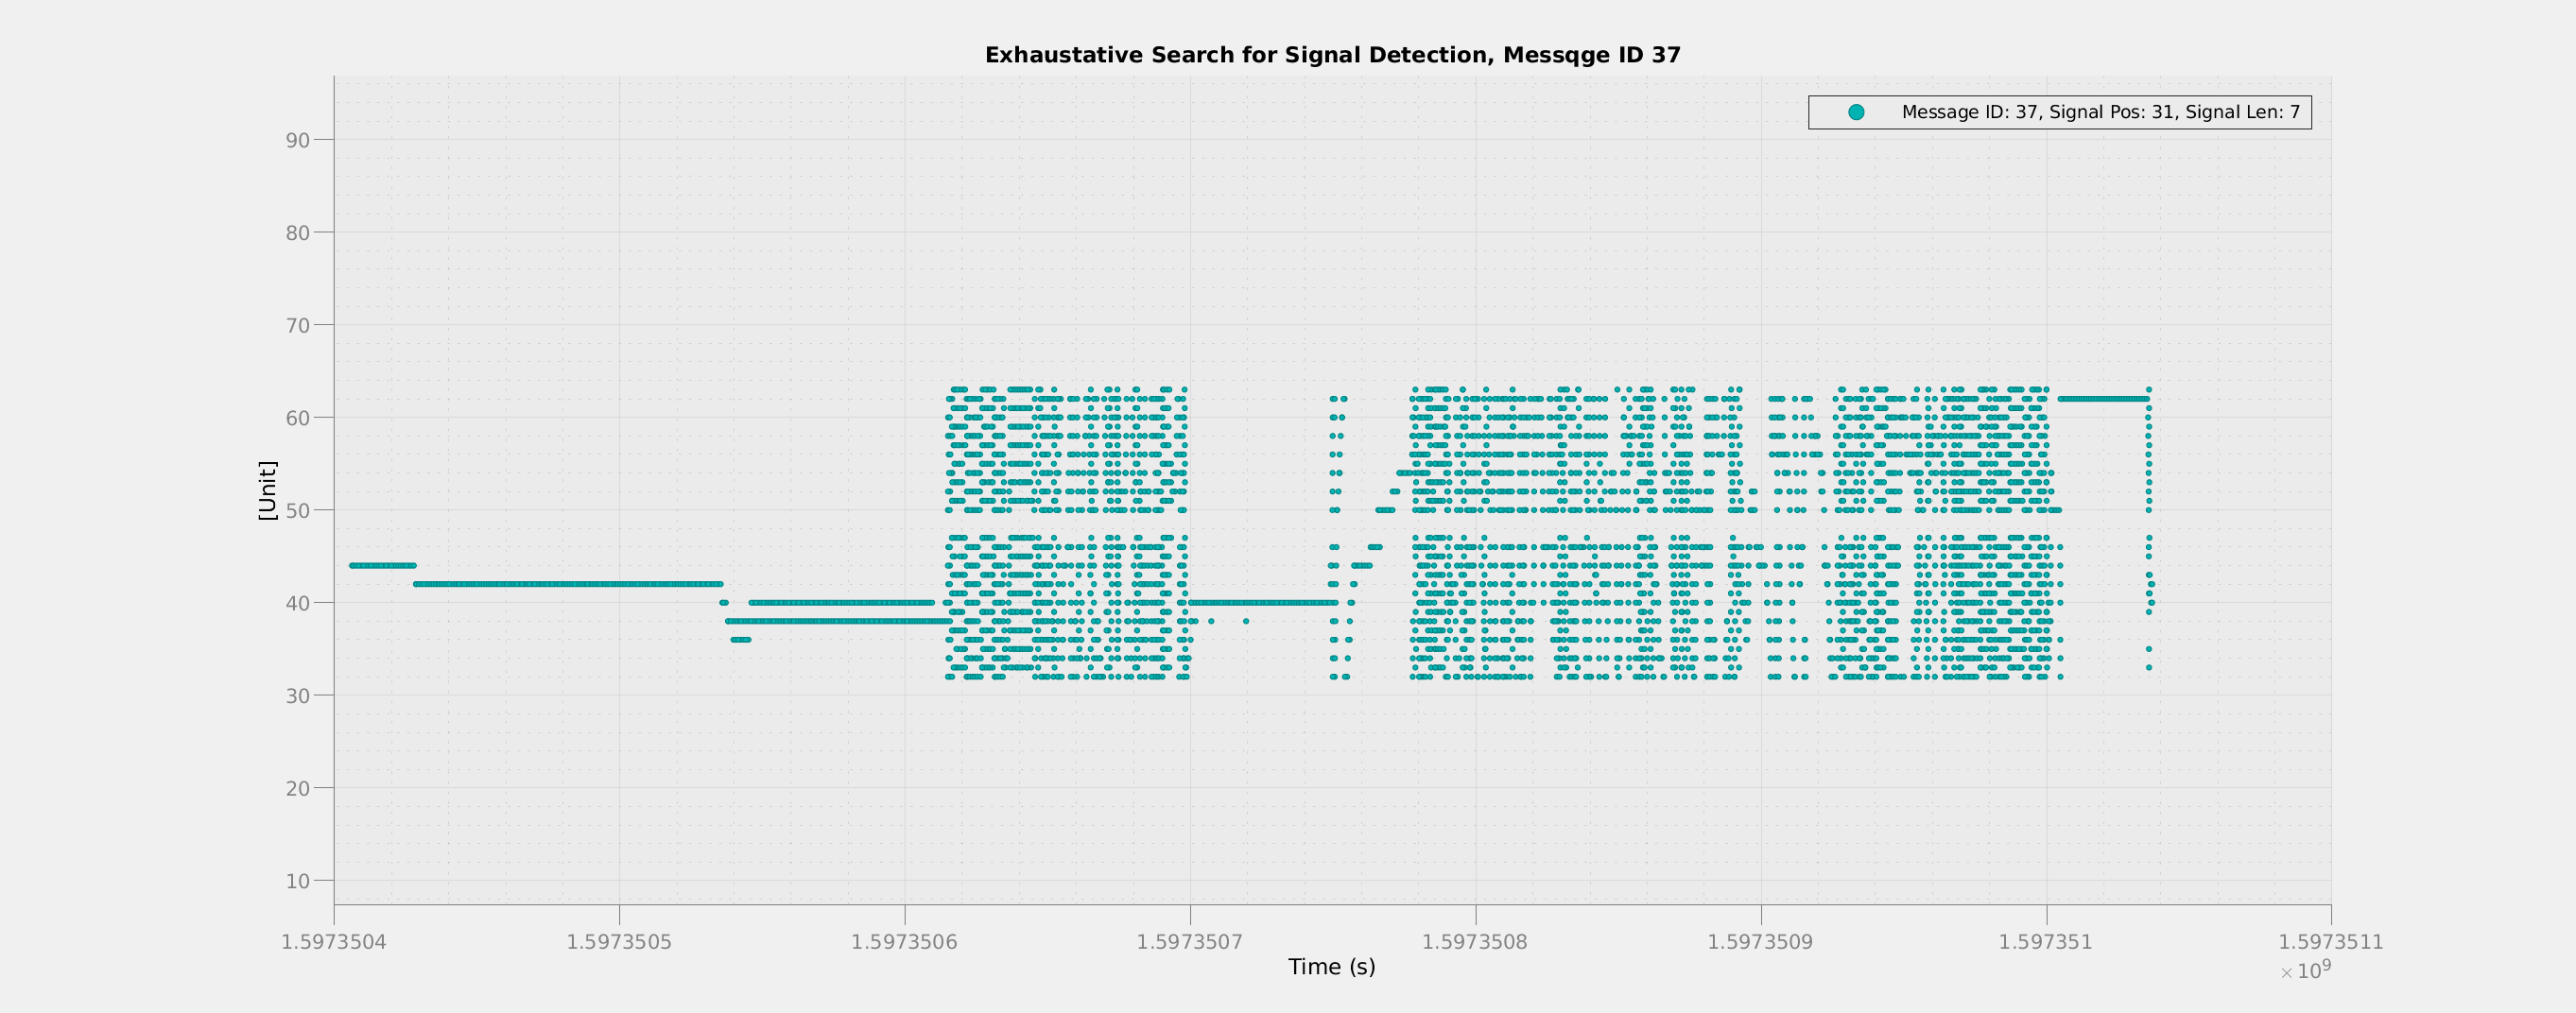 Exhaustative Search for Signal Detection, Messqge ID 37
Message ID: 37, Signal Pos: 31, Signal Len: 7
[Unit]
90
80
70
60
50
40
30
20
10
1.5973504 1.5973505 1.5973506 1.5973507 1.5973508 1.5973509 1.597351 1.5973511
Time (s)
×10⁹